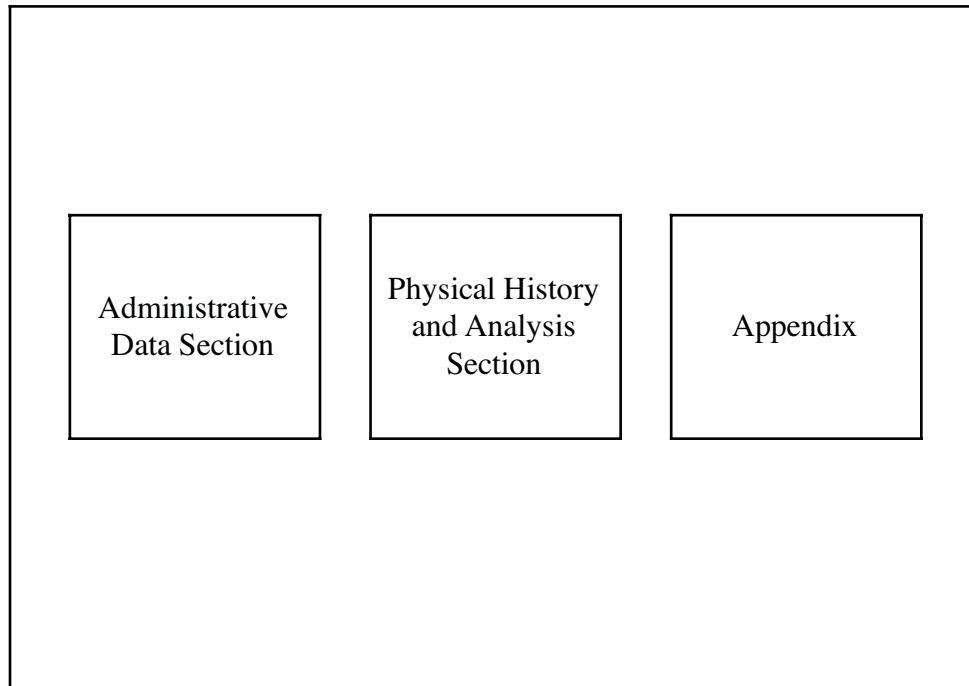 Administrative
Data Section
Physical History
and Analysis
Section
Appendix